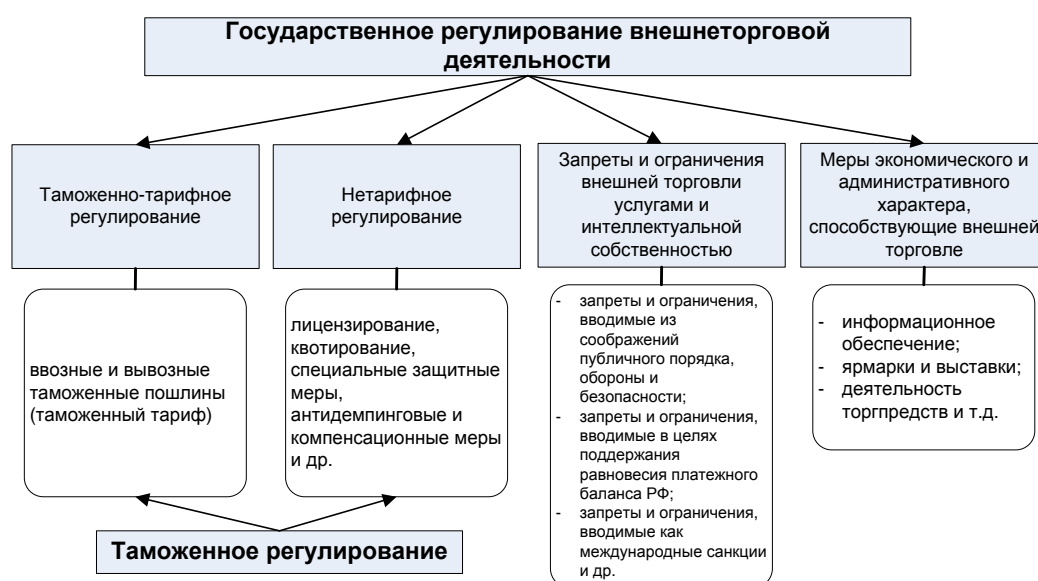 Государственное регулирование внешнеторговой
деятельности
Таможенно-тарифное
регулирование
Нетарифное
регулирование
Запреты и ограничения
внешней торговли
услугами и
интеллектуальной
собственностью
Меры экономического и
административного
характера,
способствующие внешней
торговле
ввозные и вывозные
таможенные пошлины
(таможенный тариф)
лицензирование,
квотирование,
специальные защитные
меры,
антидемпинговые и
компенсационные меры
и др.
- запреты и ограничения,
вводимые из
соображений
публичного порядка,
обороны и
безопасности;
- запреты и ограничения,
вводимые в целях
поддержания
равновесия платежного
баланса РФ;
- запреты и ограничения,
вводимые как
международные санкции
и др.
- информационное
обеспечение;
- ярмарки и выставки;
- деятельность
торгпредств и т.д.
Таможенное регулирование